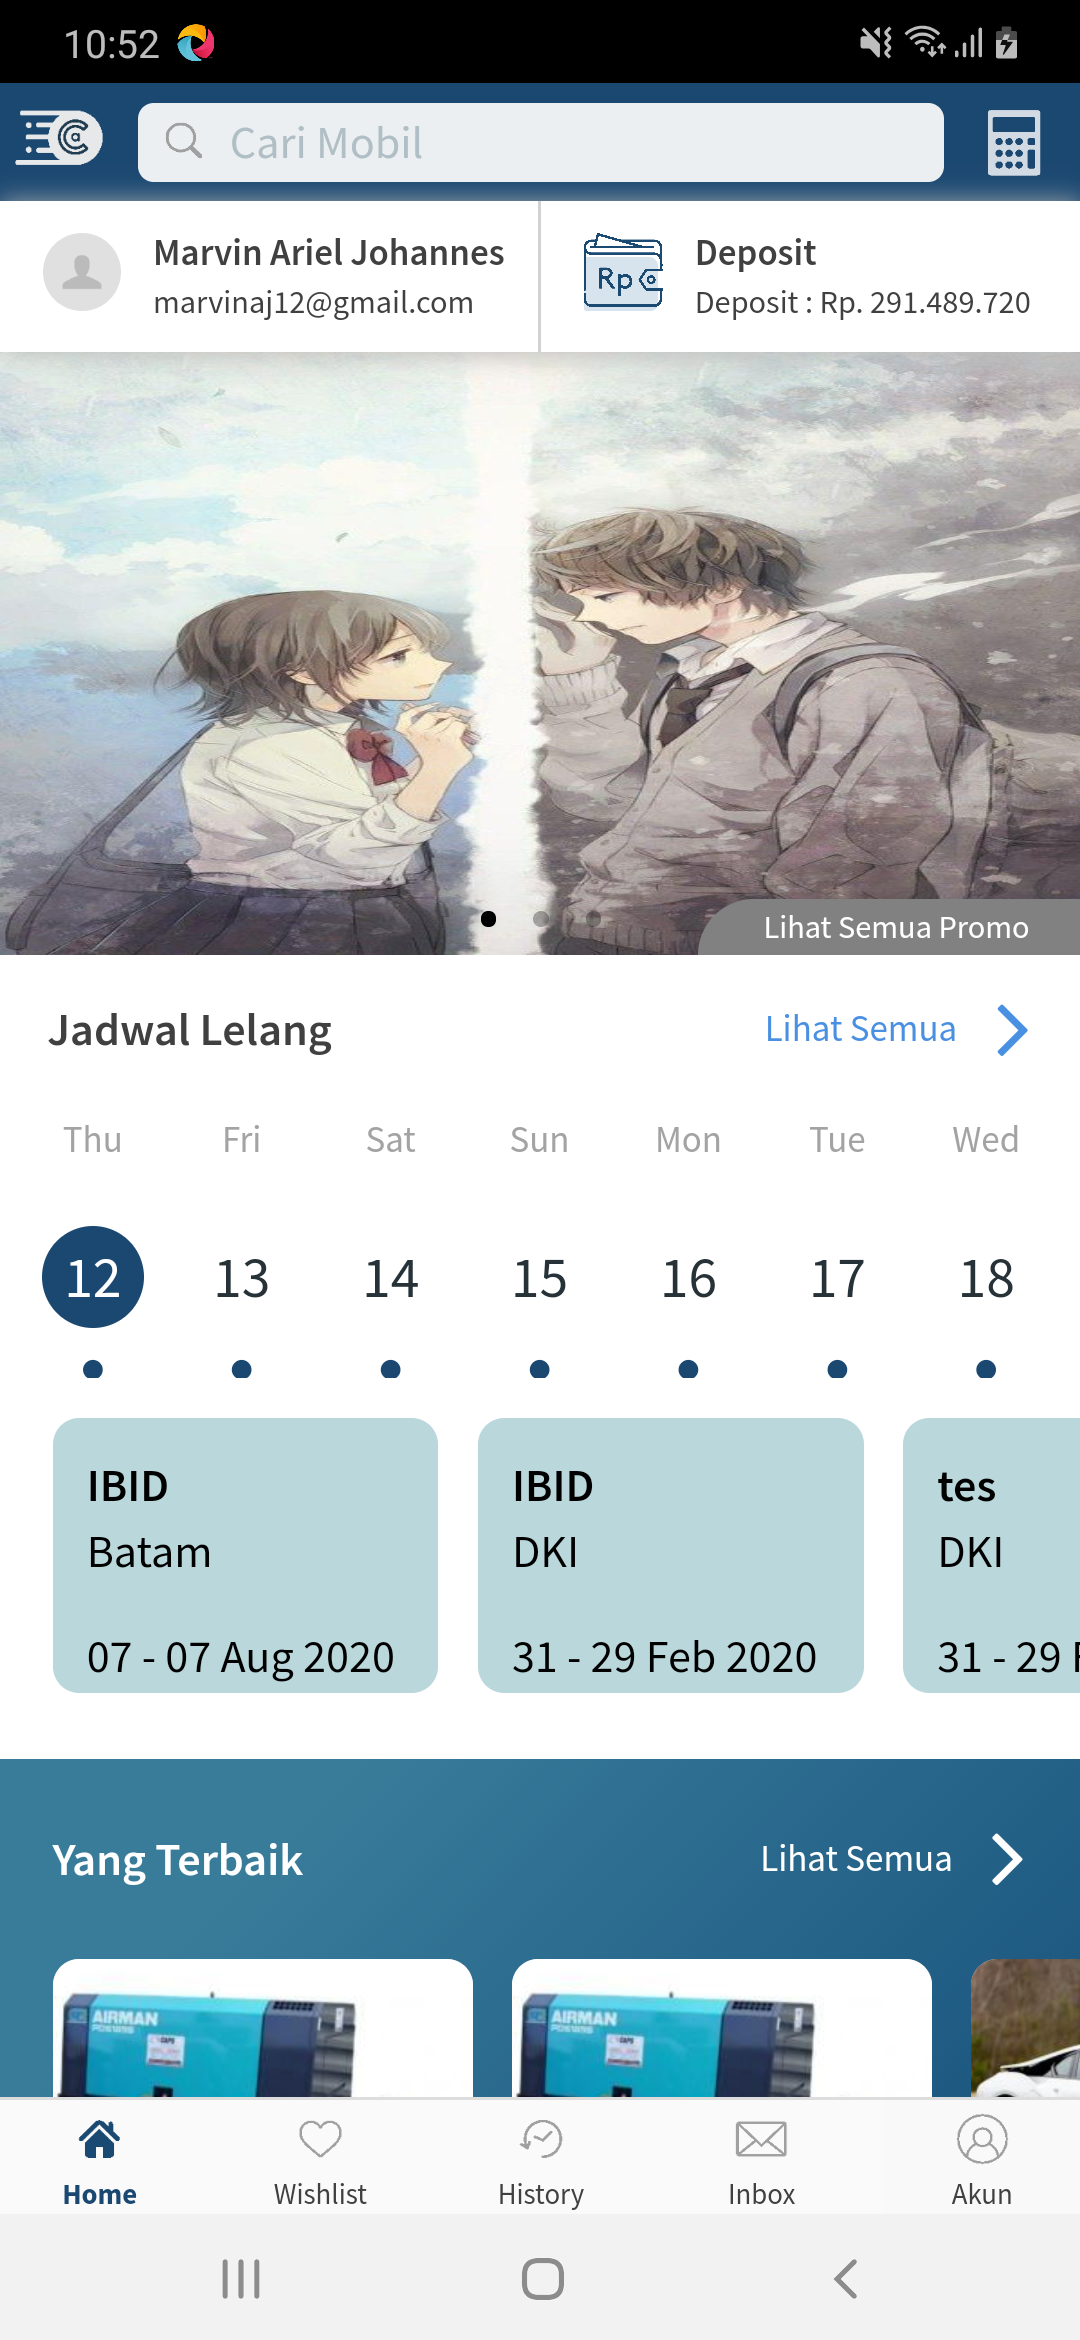 10:52
Cari Mobil
Marvin Ariel Johannes
marvinaj12@gmail.com
Rp
Deposit
Deposit : Rp. 291.489.720
Lihat Semua Promo
Jadwal Lelang
Lihat Semua
Thu Fri Sat Sun Mon Tue Wed
12 13 14 15 16 17 18
IBID
Batam
07 - 07 Aug 2020
IBID
DKI
31 - 29 Feb 2020
tes
DKI
31 - 29
Yang Terbaik
Lihat Semua
AIRMAN
AIRMAN
Home Wishlist History Inbox Akun